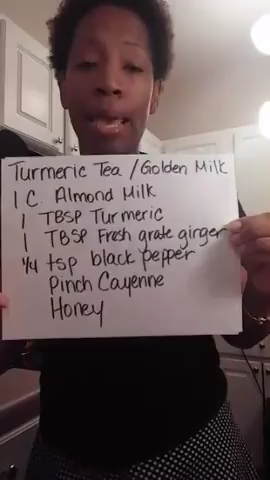 Turmeric Tea / Golden Milk
1 C. Almond Milk
1 TBSP Turmeric
1 TBSP Fresh grate ginger
1/4 tsp black pepper
Pinch Cayenne
Honey